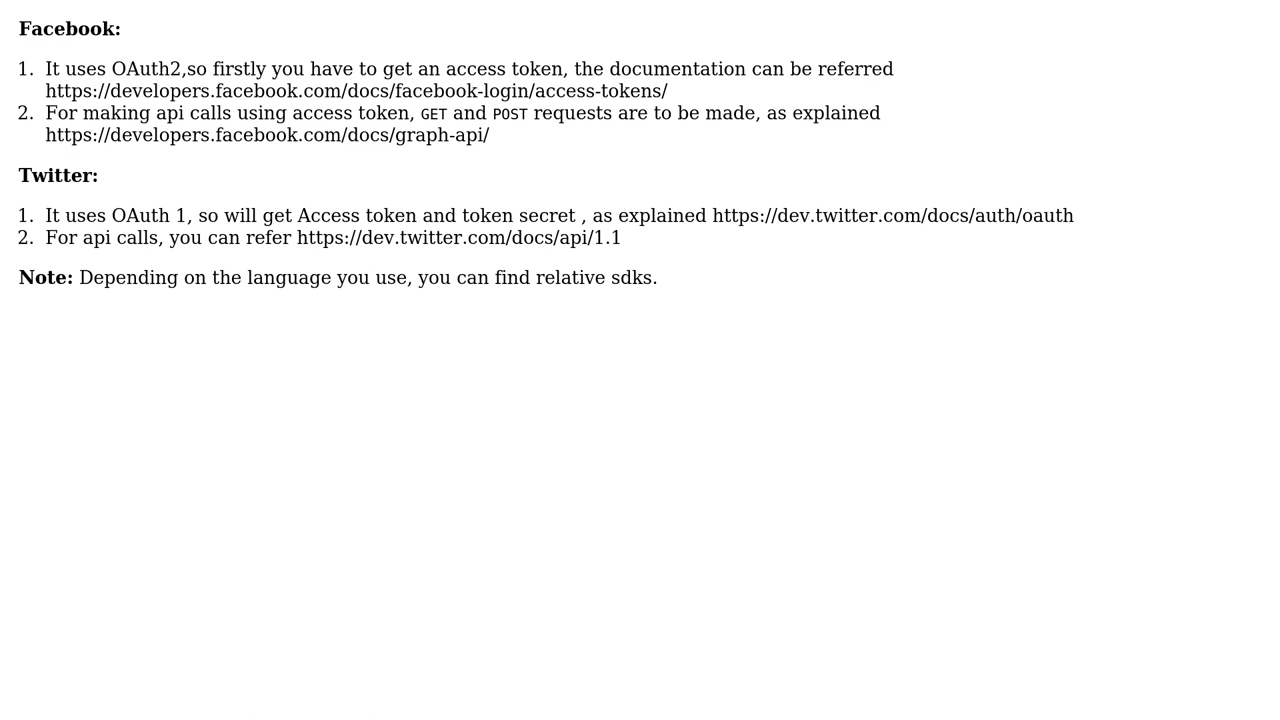 Facebook:
1. It uses OAuth2,so firstly you have to get an access token, the documentation can be referred
https://developers.facebook.com/docs/facebook-login/access-tokens/
2. For making api calls using access token, GET and POST requests are to be made, as explained
https://developers.facebook.com/docs/graph-api/
Twitter:
1. It uses OAuth 1, so will get Access token and token secret , as explained https://dev.twitter.com/docs/auth/oauth
2. For api calls, you can refer https://dev.twitter.com/docs/api/1.1
Note: Depending on the language you use, you can find relative sdks.